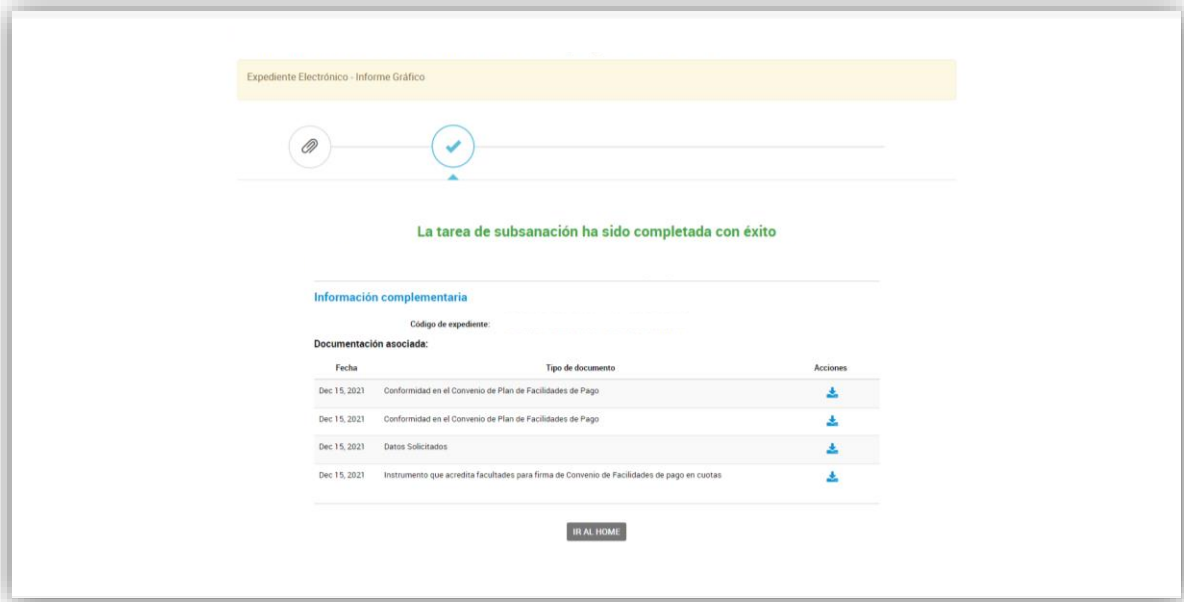 Expediente Electrónico - Informe Gráfico
La tarea de subsanación ha sido completada con éxito
Información complementaria
Código de expediente:
Documentación asociada:
Fecha Tipo de documento Acciones
Dec 15, 2021 Conformidad en el Convenio de Plan de Facilidades de Pago
Dec 15, 2021 Conformidad en el Convenio de Plan de Facilidades de Pago
Dec 15, 2021 Datos Solicitados
Dec 15, 2021 Instrumento que acredita facultades para firma de Convenio de Facilidades de pago en cuotas
IR AL HOME